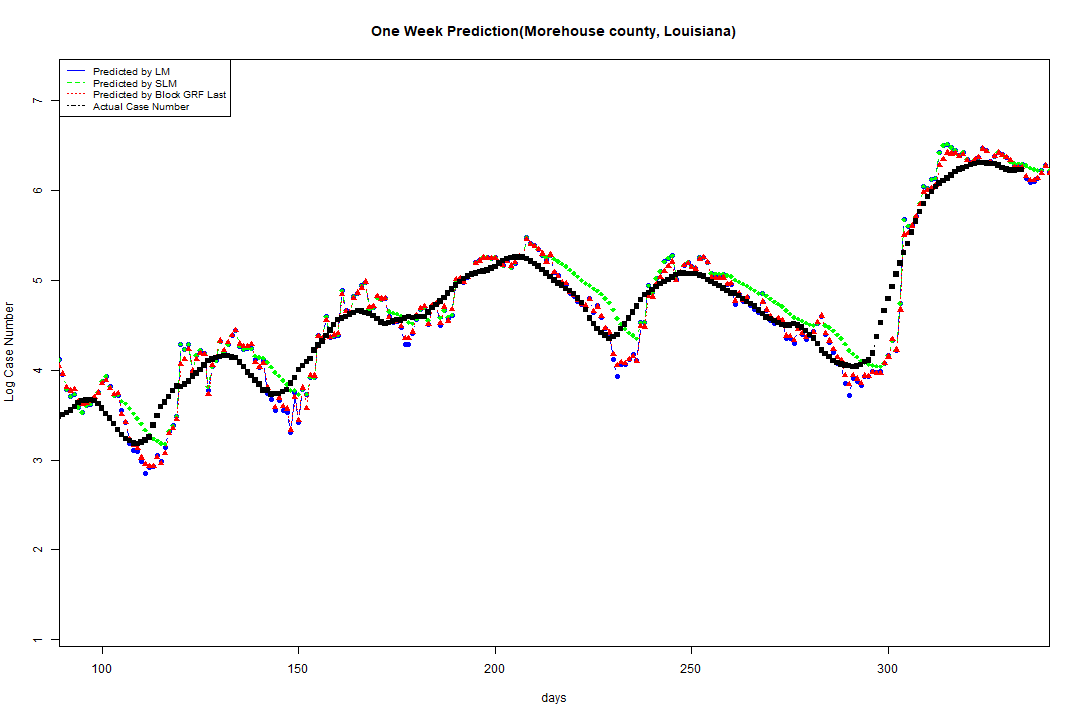 One Week Prediction(Morehouse county, Louisiana)
Predicted by LM
Predicted by SLM
Predicted by Block GRF Last
Actual Case Number
7
6
5
4
3
2
1
Log Case Number
100 150 200 250 300
days